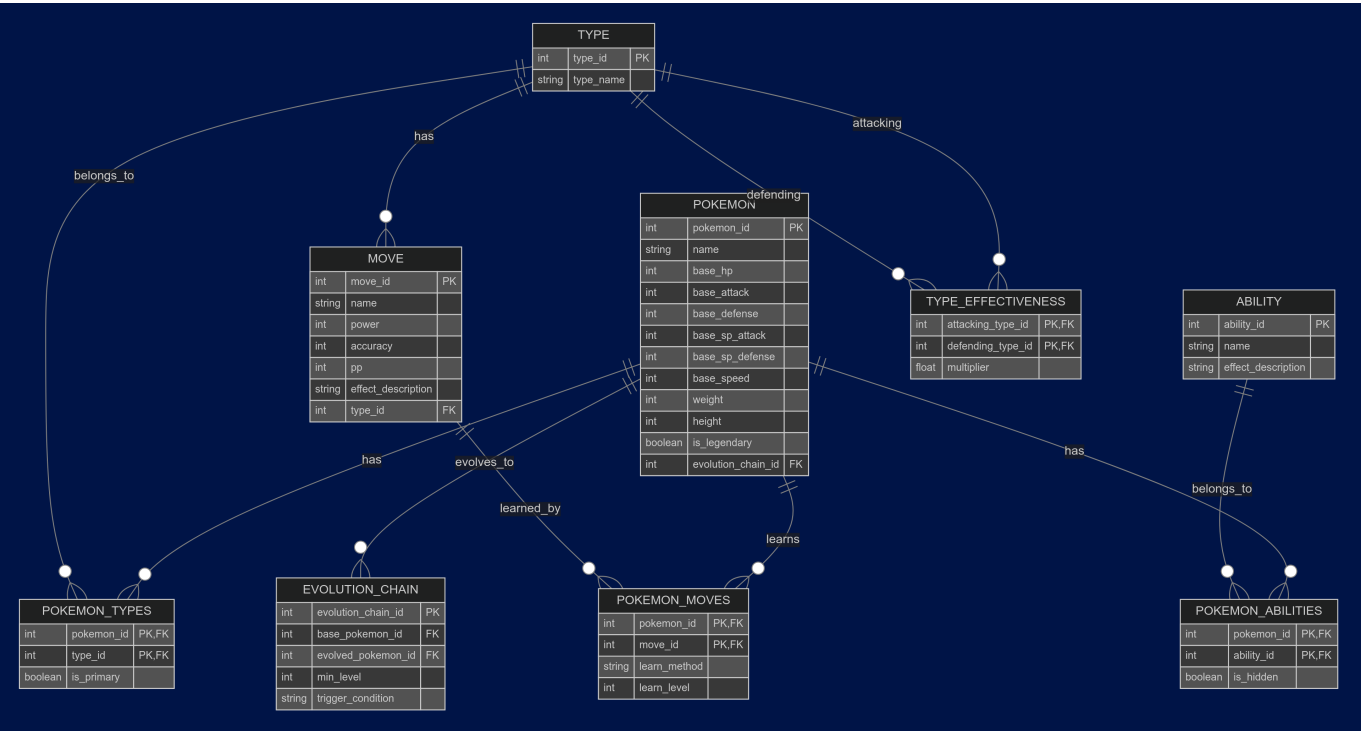 TYPE
int type_id PK
string type_name
belongs_to
has
defending
attacking
MOVE
int move_id PK
string name
int power
int accuracy
int pp
string effect_description
int type_id FK
POKEMON
int pokemon_id PK
string name
int base_hp
int base_attack
int base_defense
int base_sp_attack
int base_sp_defense
int base_speed
int weight
int height
boolean is_legendary
int evolution_chain_id FK
TYPE_EFFECTIVENESS
int attacking_type_id PK,FK
int defending_type_id PK,FK
float multiplier
ABILITY
int ability_id PK
string name
string effect_description
has
evolves_to
learned_by
learns
has
belongs_to
POKEMON_TYPES
int pokemon_id PK,FK
int type_id PK,FK
boolean is_primary
EVOLUTION_CHAIN
int evolution_chain_id PK
int base_pokemon_id FK
int evolved_pokemon_id FK
int min_level
string trigger_condition
POKEMON_MOVES
int pokemon_id PK,FK
int move_id PK,FK
string learn_method
int learn_level
POKEMON_ABILITIES
int pokemon_id PK,FK
int ability_id PK,FK
boolean is_hidden